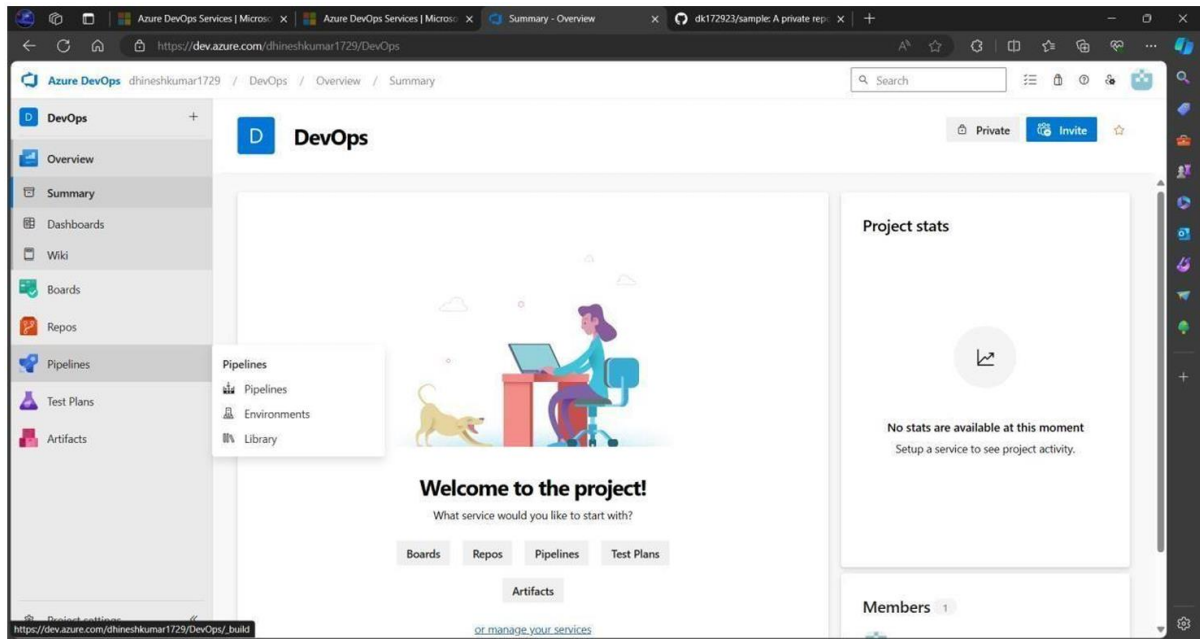 Azure DevOps Services | Microso
Azure DevOps Services | Microso
Summary - Overview
dk172923/sample: A private repo
https://dev.azure.com/dhineshkumar1729/DevOps
Azure DevOps dhineshkumar1729 / DevOps / Overview / Summary
Search
D DevOps
D DevOps
Private
Invite
Overview
Summary
Dashboards
Wiki
Boards
Repos
Pipelines
Test Plans
Artifacts
Pipelines
Pipelines
Environments
Library
Welcome to the project!
What service would you like to start with?
Boards Repos Pipelines Test Plans
Artifacts
or manage your services
Project stats
No stats are available at this moment
Setup a service to see project activity.
Members 1
Project settings
https://dev.azure.com/dhineshkumar1729/DevOps/_build